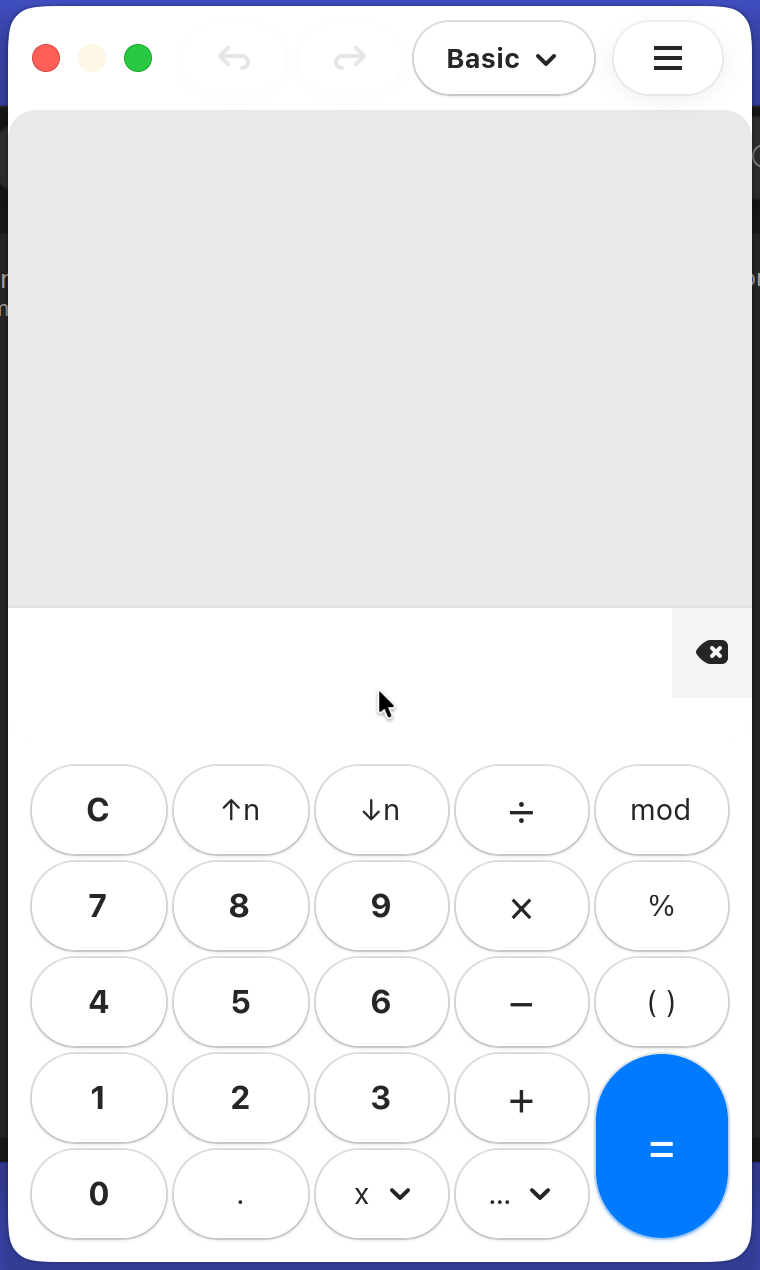 Basic
C ↑n ↓n ÷ mod
7 8 9 × %
4 5 6 − ( )
1 2 3 +
=
0 . x ...